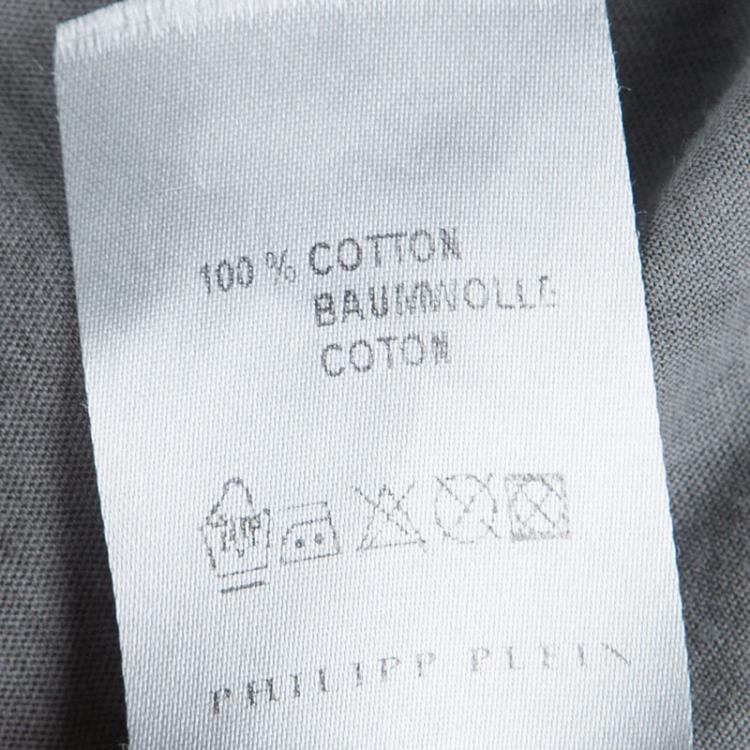 100 % COTTON
BAUMWOLLE
COTON
PHILIPP PLEIN